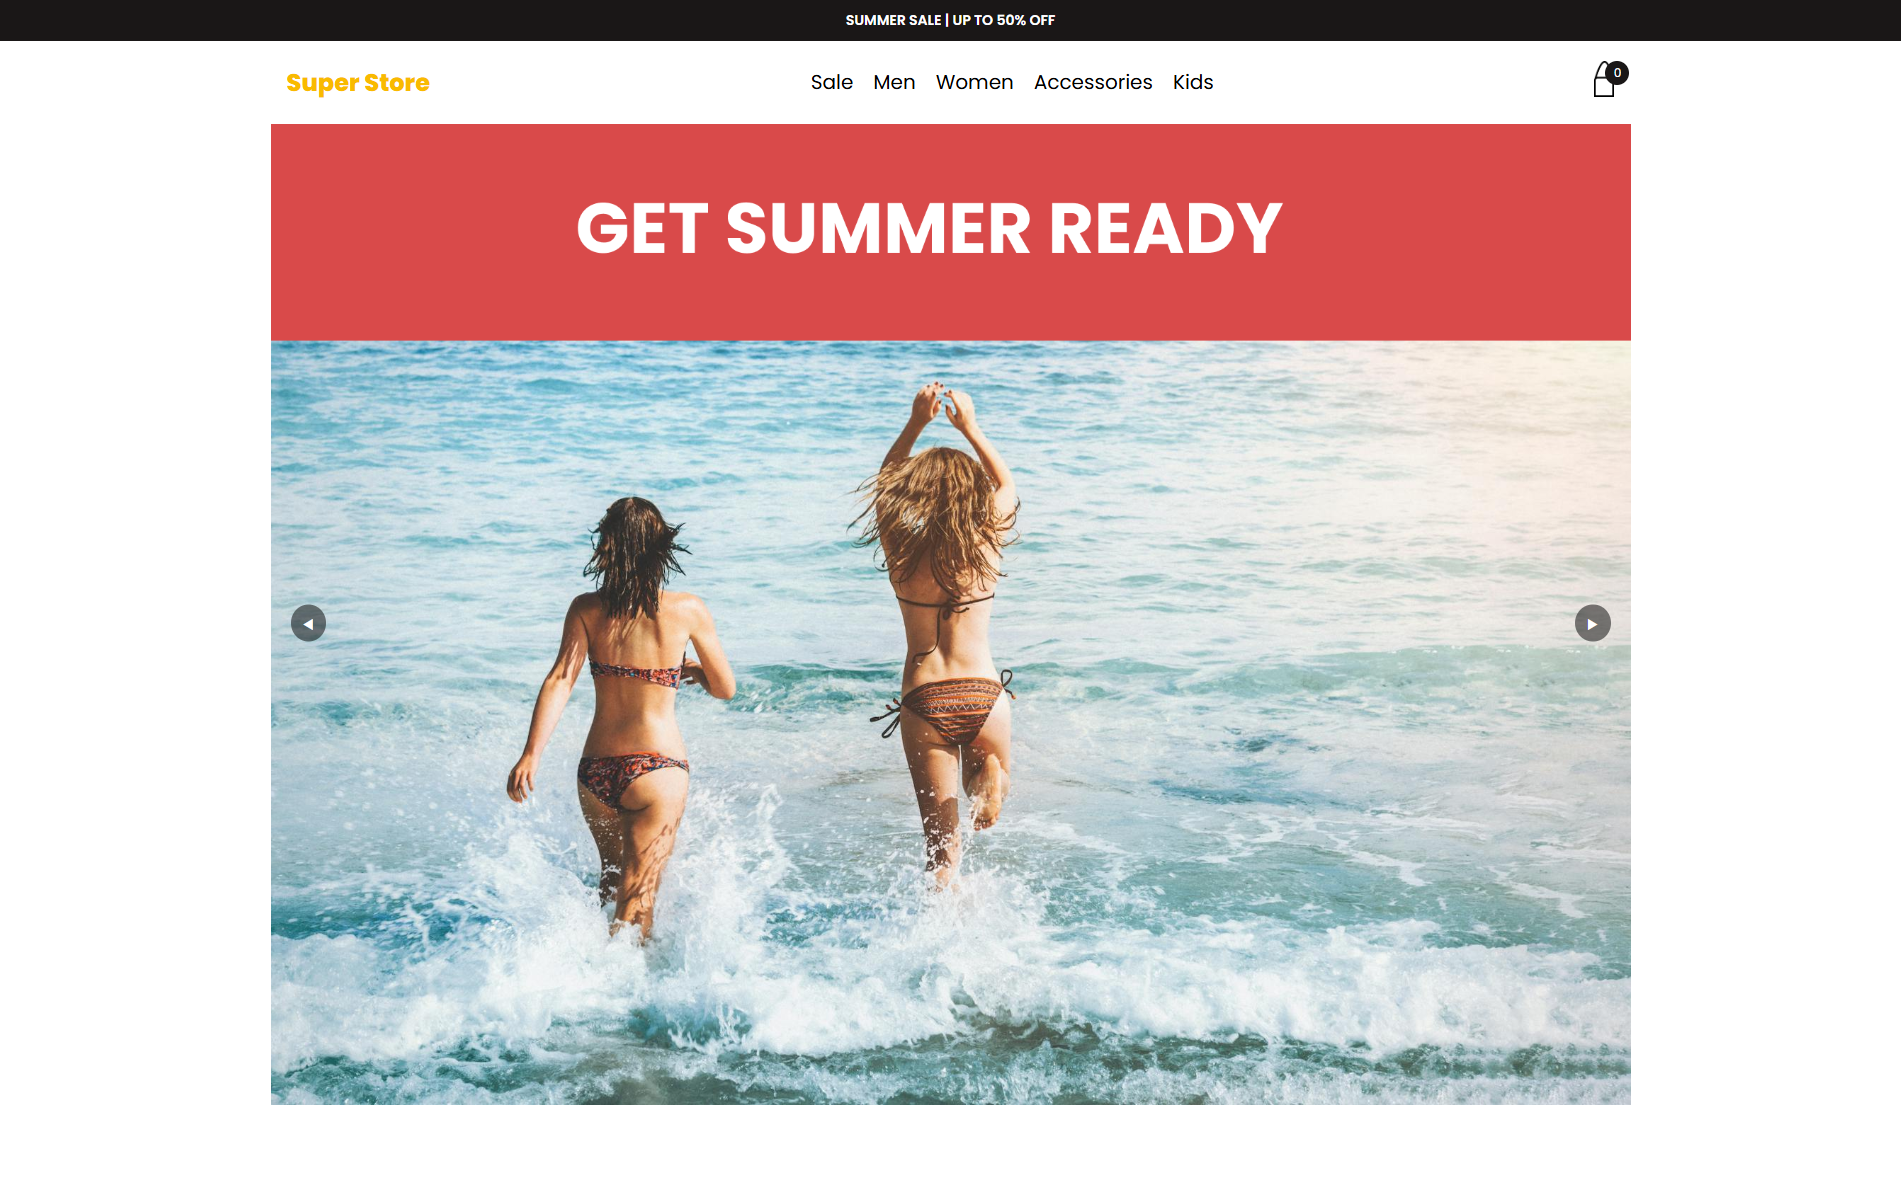 SUMMER SALE | UP TO 50% OFF
Super Store
Sale Men Women Accessories Kids
0
GET SUMMER READY